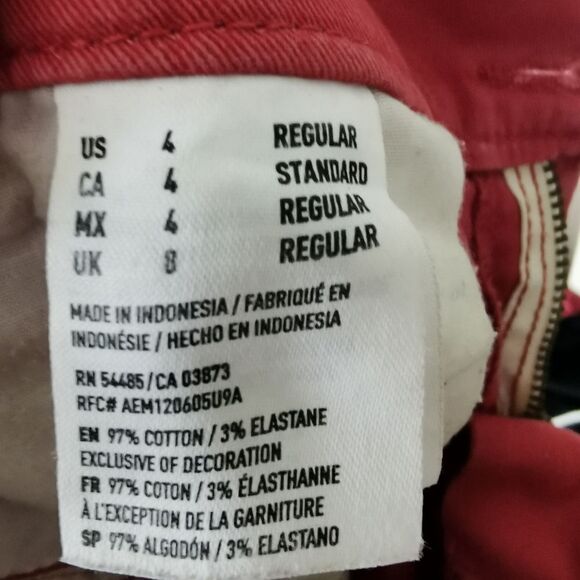 US 4 REGULAR
CA 4 STANDARD
MX 4 REGULAR
UK 8 REGULAR
MADE IN INDONESIA / FABRIQUÉ EN
INDONÉSIE / HECHO EN INDONESIA
RN 54485 / CA 03873
RFC# AEM120605U9A
EN 97% COTTON / 3% ELASTANE
EXCLUSIVE OF DECORATION
FR 97% COTON / 3% ÉLASTHANNE
À L'EXCEPTION DE LA GARNITURE
SP 97% ALGODÓN / 3% ELASTANO